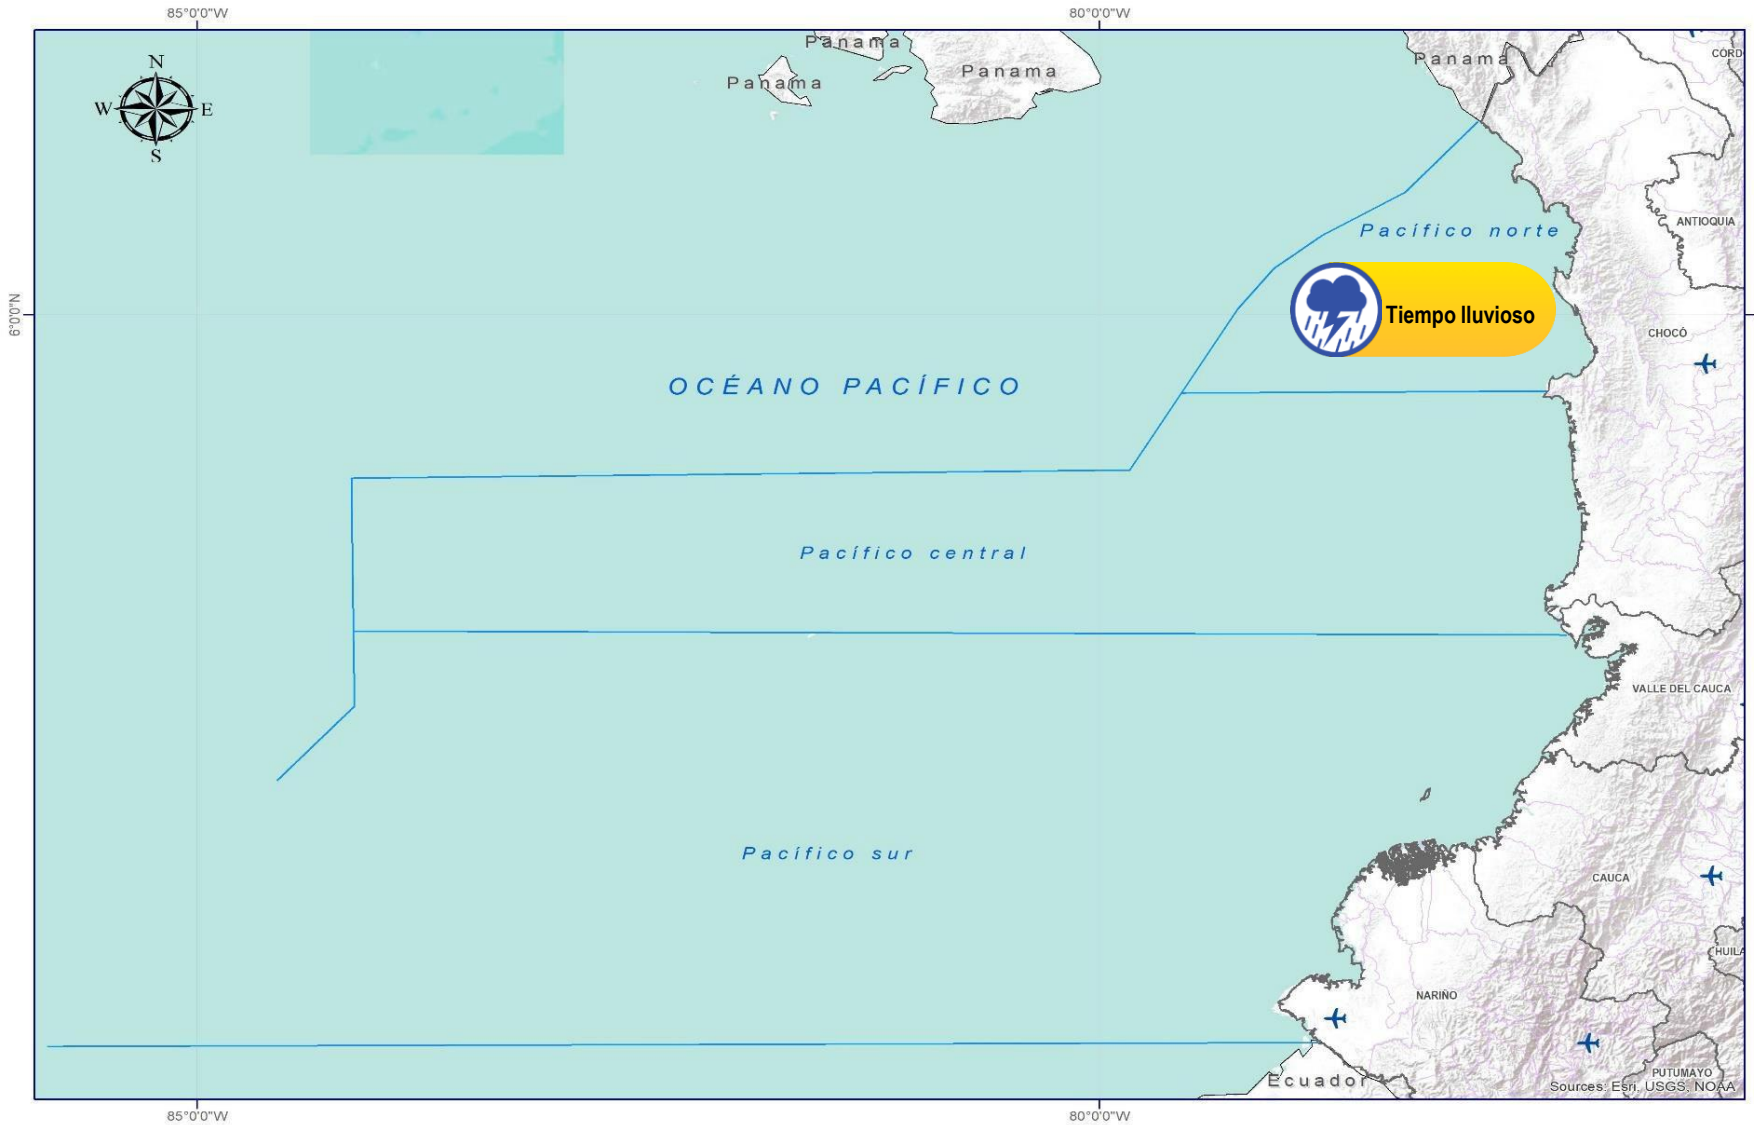 85°0'0"W 80°0'0"W
N
W E
S
Panama
Panama
Panama
Panama
CORD
ANTIOQUIA
Pacífico norte
6°0'0"N
Tiempo lluvioso
CHOCÓ
OCÉANO PACÍFICO
Pacífico central
VALLE DEL CAUCA
Pacífico sur
CAUCA
HUILA
NARIÑO
PUTUMAYO
Ecuador
Sources: Esri, USGS, NOAA
85°0'0"W 80°0'0"W